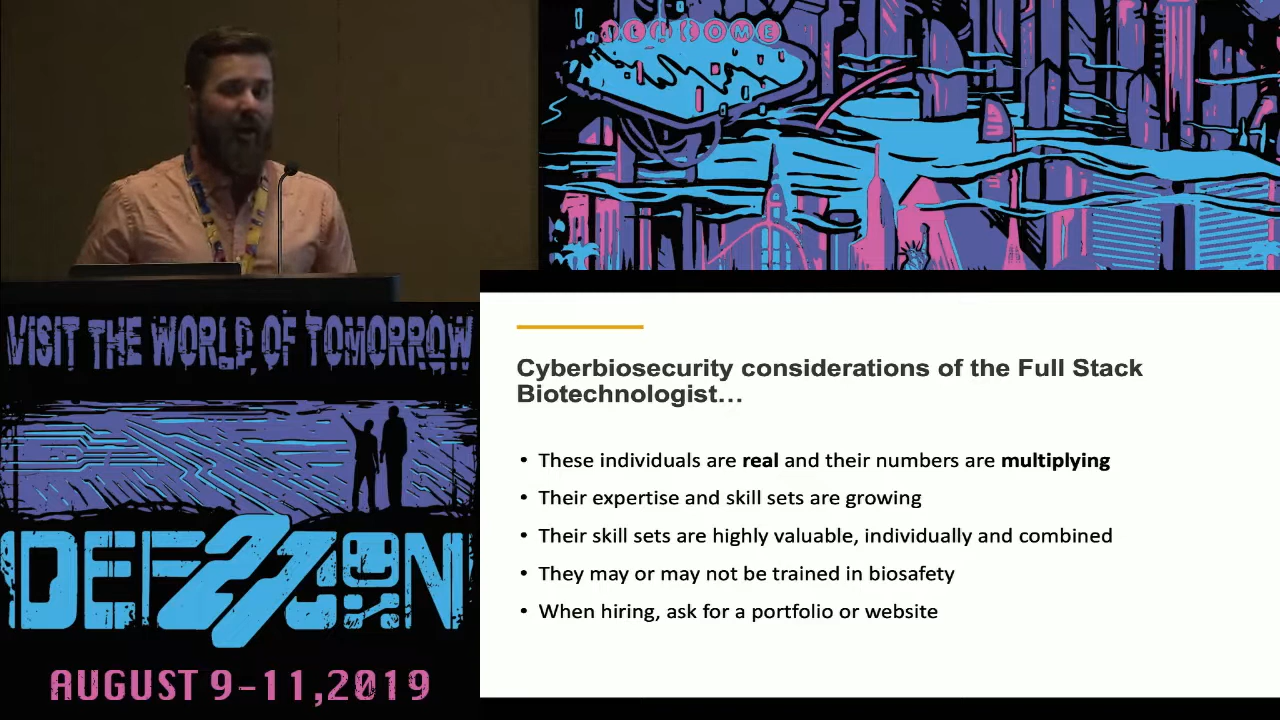 WELCOME
VISIT THE WORLD OF TOMORROW
DEF27CON
AUGUST 9-11,2019
Cyberbiosecurity considerations of the Full Stack
Biotechnologist...
• These individuals are real and their numbers are multiplying
• Their expertise and skill sets are growing
• Their skill sets are highly valuable, individually and combined
• They may or may not be trained in biosafety
• When hiring, ask for a portfolio or website